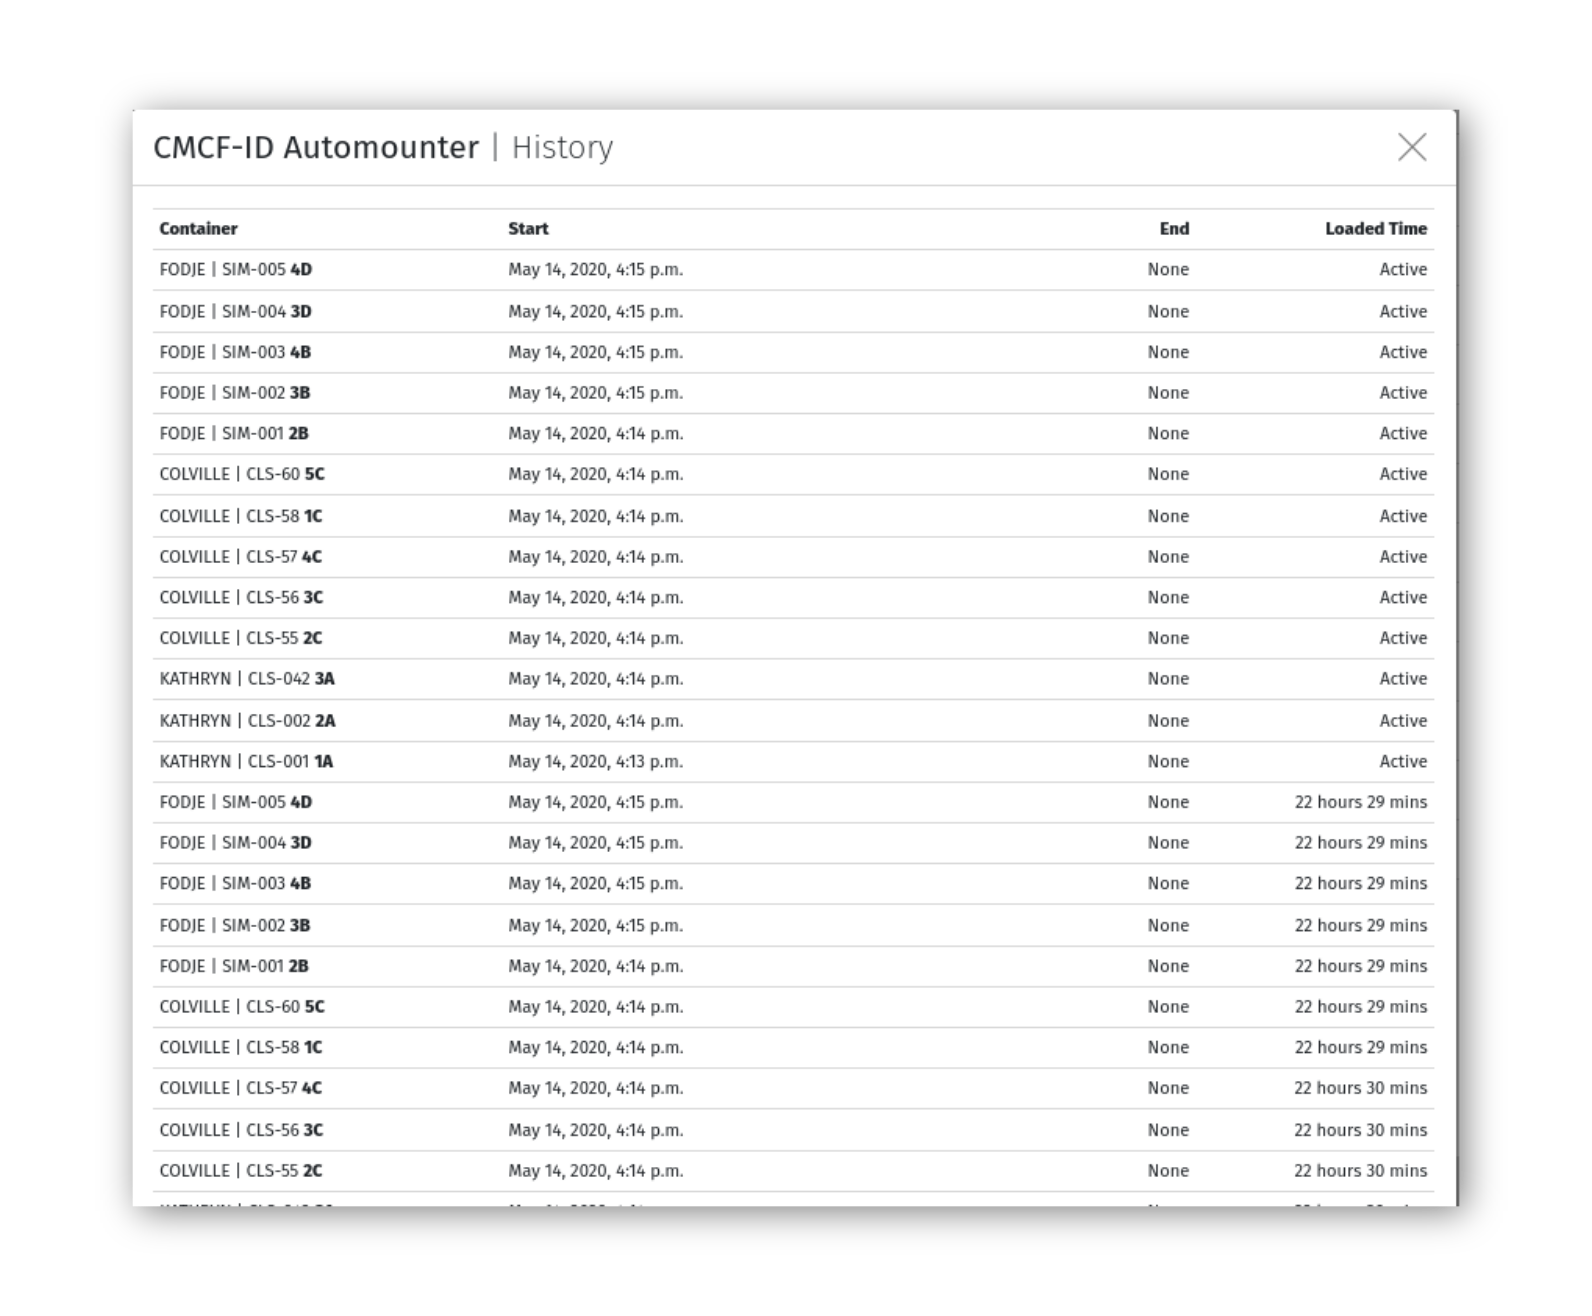 CMCF-ID Automounter | History
Container Start End Loaded Time
FODJE | SIM-005 4D May 14, 2020, 4:15 p.m. None Active
FODJE | SIM-004 3D May 14, 2020, 4:15 p.m. None Active
FODJE | SIM-003 4B May 14, 2020, 4:15 p.m. None Active
FODJE | SIM-002 3B May 14, 2020, 4:15 p.m. None Active
FODJE | SIM-001 2B May 14, 2020, 4:14 p.m. None Active
COLVILLE | CLS-60 5C May 14, 2020, 4:14 p.m. None Active
COLVILLE | CLS-58 1C May 14, 2020, 4:14 p.m. None Active
COLVILLE | CLS-57 4C May 14, 2020, 4:14 p.m. None Active
COLVILLE | CLS-56 3C May 14, 2020, 4:14 p.m. None Active
COLVILLE | CLS-55 2C May 14, 2020, 4:14 p.m. None Active
KATHRYN | CLS-042 3A May 14, 2020, 4:14 p.m. None Active
KATHRYN | CLS-002 2A May 14, 2020, 4:14 p.m. None Active
KATHRYN | CLS-001 1A May 14, 2020, 4:13 p.m. None Active
FODJE | SIM-005 4D May 14, 2020, 4:15 p.m. None 22 hours 29 mins
FODJE | SIM-004 3D May 14, 2020, 4:15 p.m. None 22 hours 29 mins
FODJE | SIM-003 4B May 14, 2020, 4:15 p.m. None 22 hours 29 mins
FODJE | SIM-002 3B May 14, 2020, 4:15 p.m. None 22 hours 29 mins
FODJE | SIM-001 2B May 14, 2020, 4:14 p.m. None 22 hours 29 mins
COLVILLE | CLS-60 5C May 14, 2020, 4:14 p.m. None 22 hours 29 mins
COLVILLE | CLS-58 1C May 14, 2020, 4:14 p.m. None 22 hours 29 mins
COLVILLE | CLS-57 4C May 14, 2020, 4:14 p.m. None 22 hours 30 mins
COLVILLE | CLS-56 3C May 14, 2020, 4:14 p.m. None 22 hours 30 mins
COLVILLE | CLS-55 2C May 14, 2020, 4:14 p.m. None 22 hours 30 mins